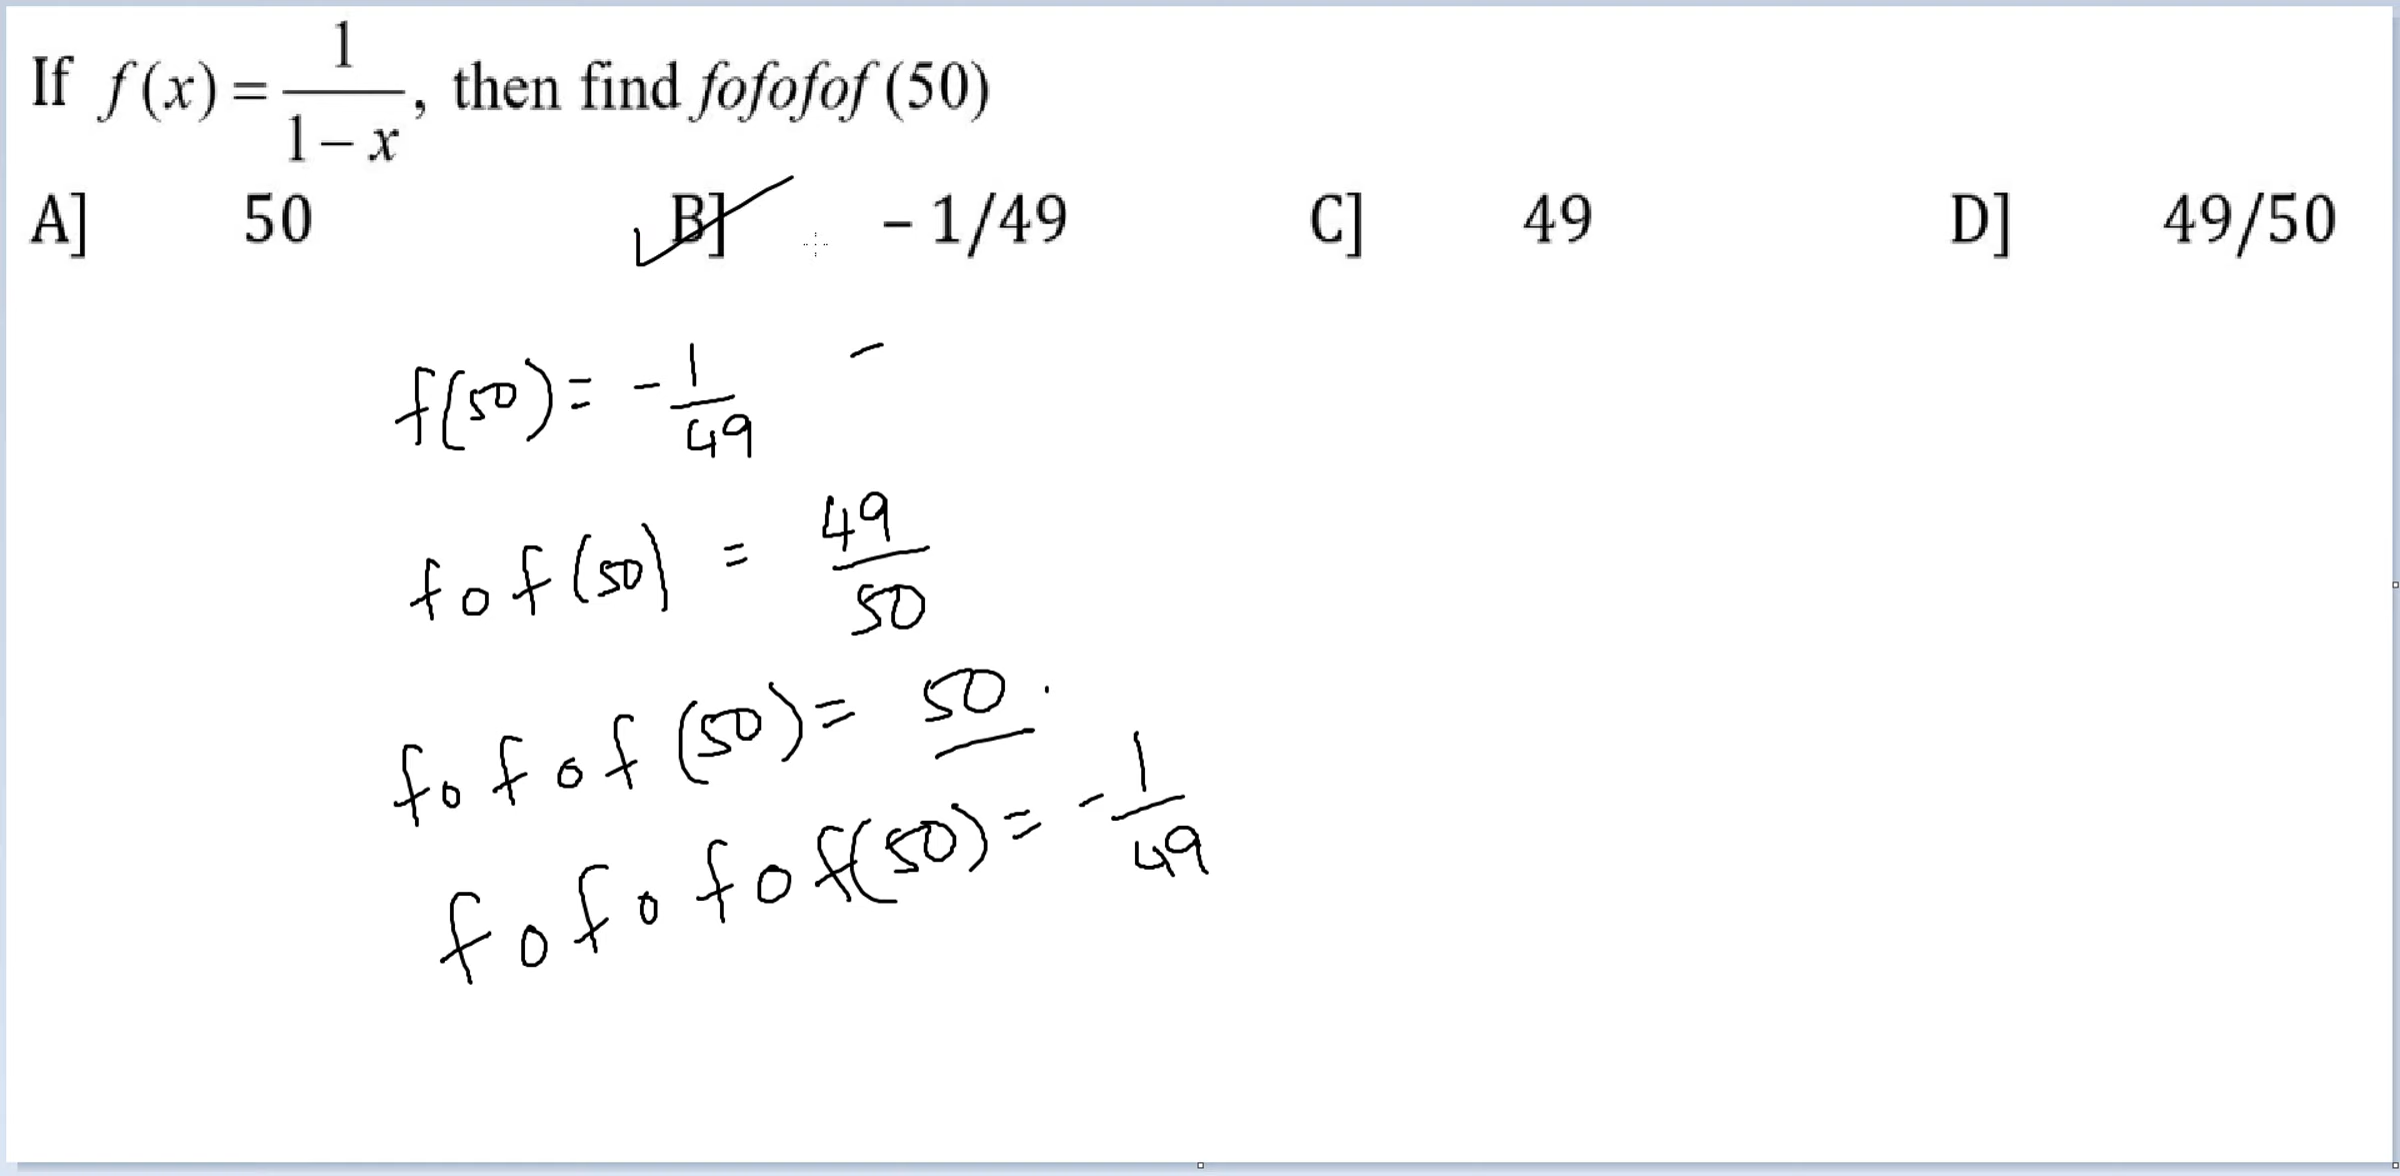 If f(x) = 1/(1 − x), then find fofofof(50)
A] 50 B] – 1/49 C] 49 D] 49/50
f(50) = - 1/49 -
fof(50) = 49/50
fofof(50) = 50.
fofofof(50) = - 1/49